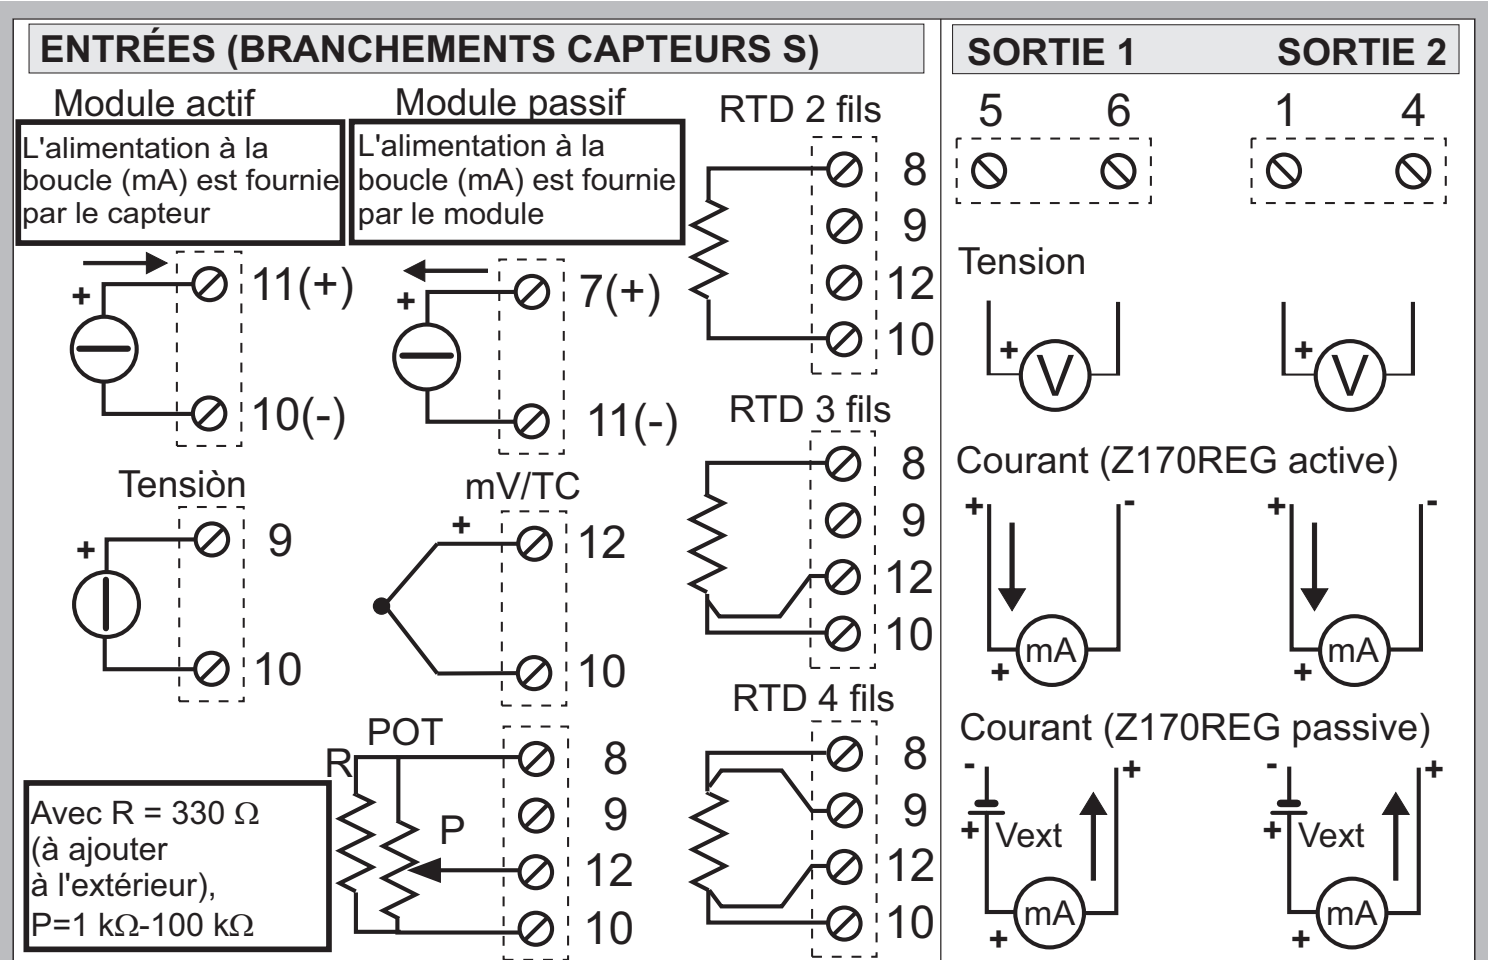 ENTRÉES (BRANCHEMENTS CAPTEURS S)
Module actif
L'alimentation à la
boucle (mA) est fournie
par le capteur
+
11(+)
10(-)
Module passif
L'alimentation à la
boucle (mA) est fournie
par le module
+
7(+)
11(-)
RTD 2 fils
8
9
12
10
Tensiòn
+
9
10
mV/TC
+
12
10
RTD 3 fils
8
9
12
10
Avec R = 330 Ω
(à ajouter
à l'extérieur),
P=1 kΩ-100 kΩ
POT
R
P
8
9
12
10
RTD 4 fils
8
9
12
10
SORTIE 1 SORTIE 2
5 6 1 4
Tension
+ V + V
Courant (Z170REG active)
+ - + -
mA mA
+ +
Courant (Z170REG passive)
- + - +
+ Vext + Vext
mA mA
+ +